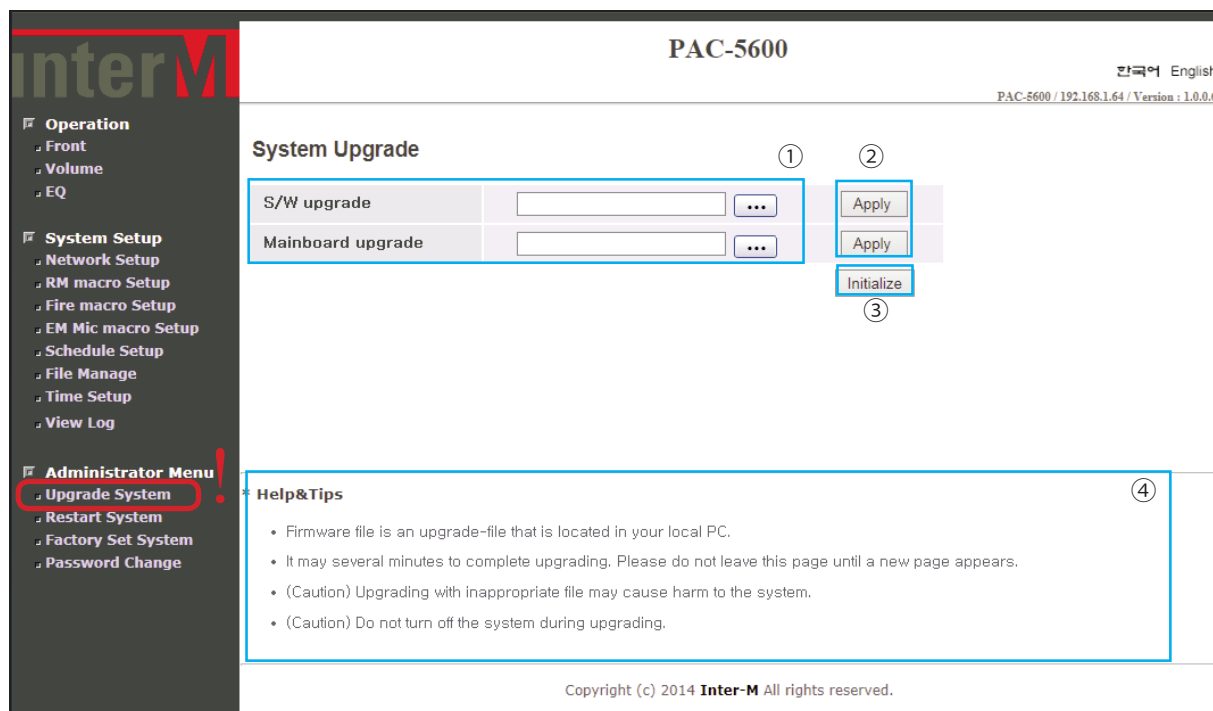 inter M
PAC-5600
한국어 English
PAC-5600 / 192.168.1.64 / Version : 1.0.0.
Operation
Front
Volume
EQ
System Setup
Network Setup
RM macro Setup
Fire macro Setup
EM Mic macro Setup
Schedule Setup
File Manage
Time Setup
View Log
Administrator Menu
!
Upgrade System
Restart System
Factory Set System
Password Change
System Upgrade
① ②
S/W upgrade ... Apply
Mainboard upgrade ... Apply
Initialize
③
④
* Help&Tips
• Firmware file is an upgrade-file that is located in your local PC.
• It may several minutes to complete upgrading. Please do not leave this page until a new page appears.
• (Caution) Upgrading with inappropriate file may cause harm to the system.
• (Caution) Do not turn off the system during upgrading.
Copyright (c) 2014 Inter-M All rights reserved.